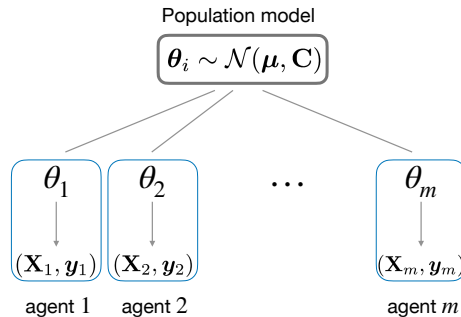 Population model
θᵢ ∼ 𝒩(μ, C)
θ₁ θ₂ … θₘ
(X₁, y₁) (X₂, y₂) (Xₘ, yₘ)
agent 1 agent 2 agent m